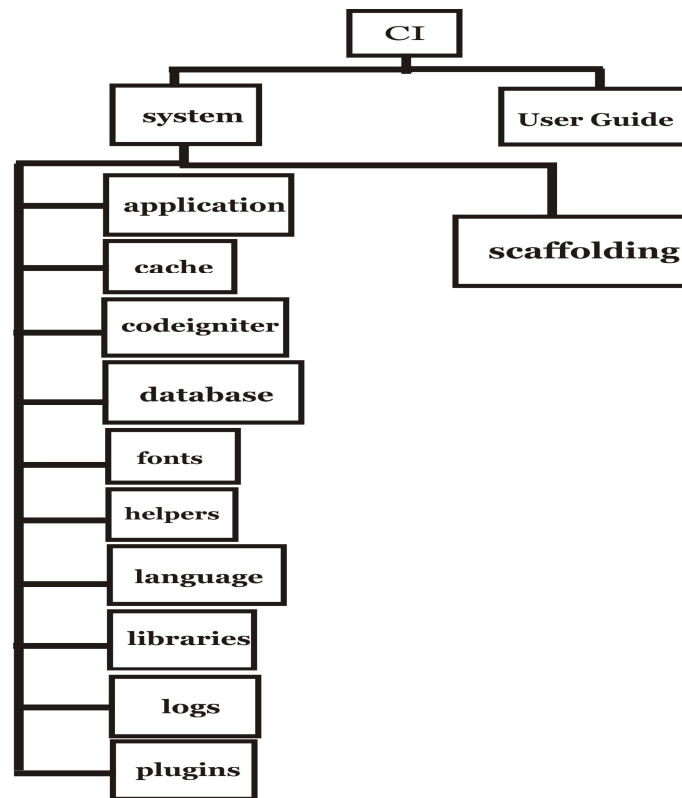 CI
system
User Guide
application
scaffolding
cache
codeigniter
database
fonts
helpers
language
libraries
logs
plugins